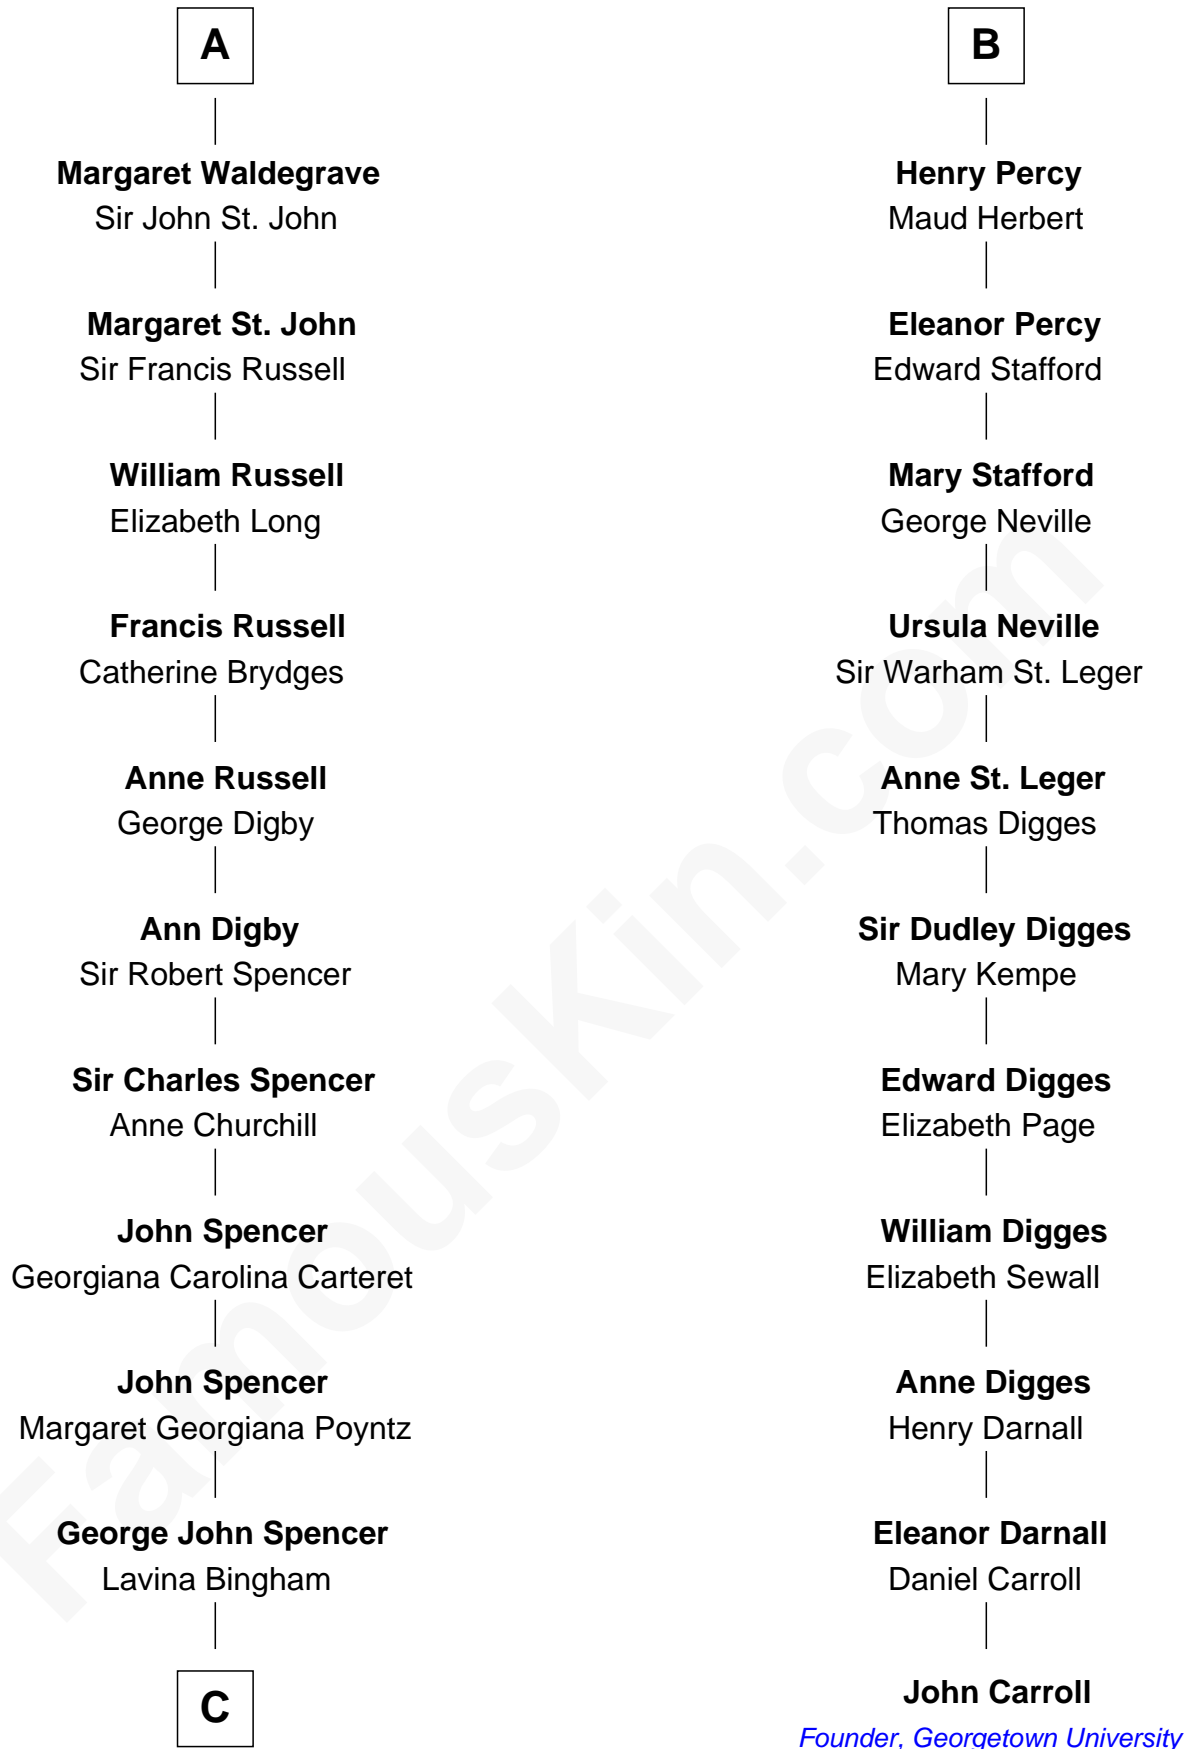 A
Margaret Waldegrave
Sir John St. John
Margaret St. John
Sir Francis Russell
William Russell
Elizabeth Long
Francis Russell
Catherine Brydges
Anne Russell
George Digby
Ann Digby
Sir Robert Spencer
Sir Charles Spencer
Anne Churchill
John Spencer
Georgiana Carolina Carteret
John Spencer
Margaret Georgiana Poyntz
George John Spencer
Lavina Bingham
C
B
Henry Percy
Maud Herbert
Eleanor Percy
Edward Stafford
Mary Stafford
George Neville
Ursula Neville
Sir Warham St. Leger
Anne St. Leger
Thomas Digges
Sir Dudley Digges
Mary Kempe
Edward Digges
Elizabeth Page
William Digges
Elizabeth Sewall
Anne Digges
Henry Darnall
Eleanor Darnall
Daniel Carroll
John Carroll
Founder, Georgetown University
FamousKin.com